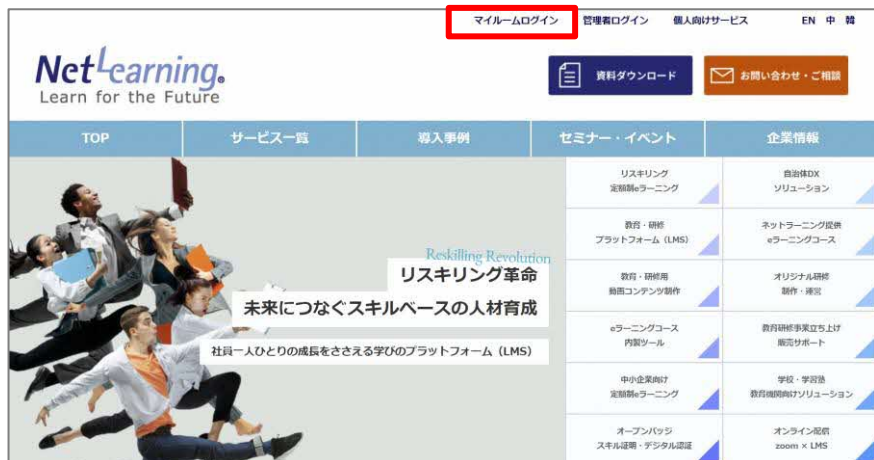 マイルームログイン 管理者ログイン 個人向けサービス EN 中 韓
NetLearning.
Learn for the Future
資料ダウンロード
お問い合わせ・ご相談
TOP サービス一覧 導入事例 セミナー・イベント 企業情報
Reskilling Revolution
リスキリング革命
未来につなぐスキルベースの人材育成
社員一人ひとりの成長をささえる学びのプラットフォーム（LMS）
リスキリング
定額制eラーニング
自治体DX
ソリューション
教育・研修
プラットフォーム（LMS）
ネットラーニング提供
eラーニングコース
教育・研修用
動画コンテンツ制作
オリジナル研修
制作・運営
eラーニングコース
内製ツール
教育研修事業立ち上げ
販売サポート
中小企業向け
定額制eラーニング
学校・学習塾
教育機関向けソリューション
オープンバッジ
スキル証明・デジタル認証
オンライン配信
zoom × LMS